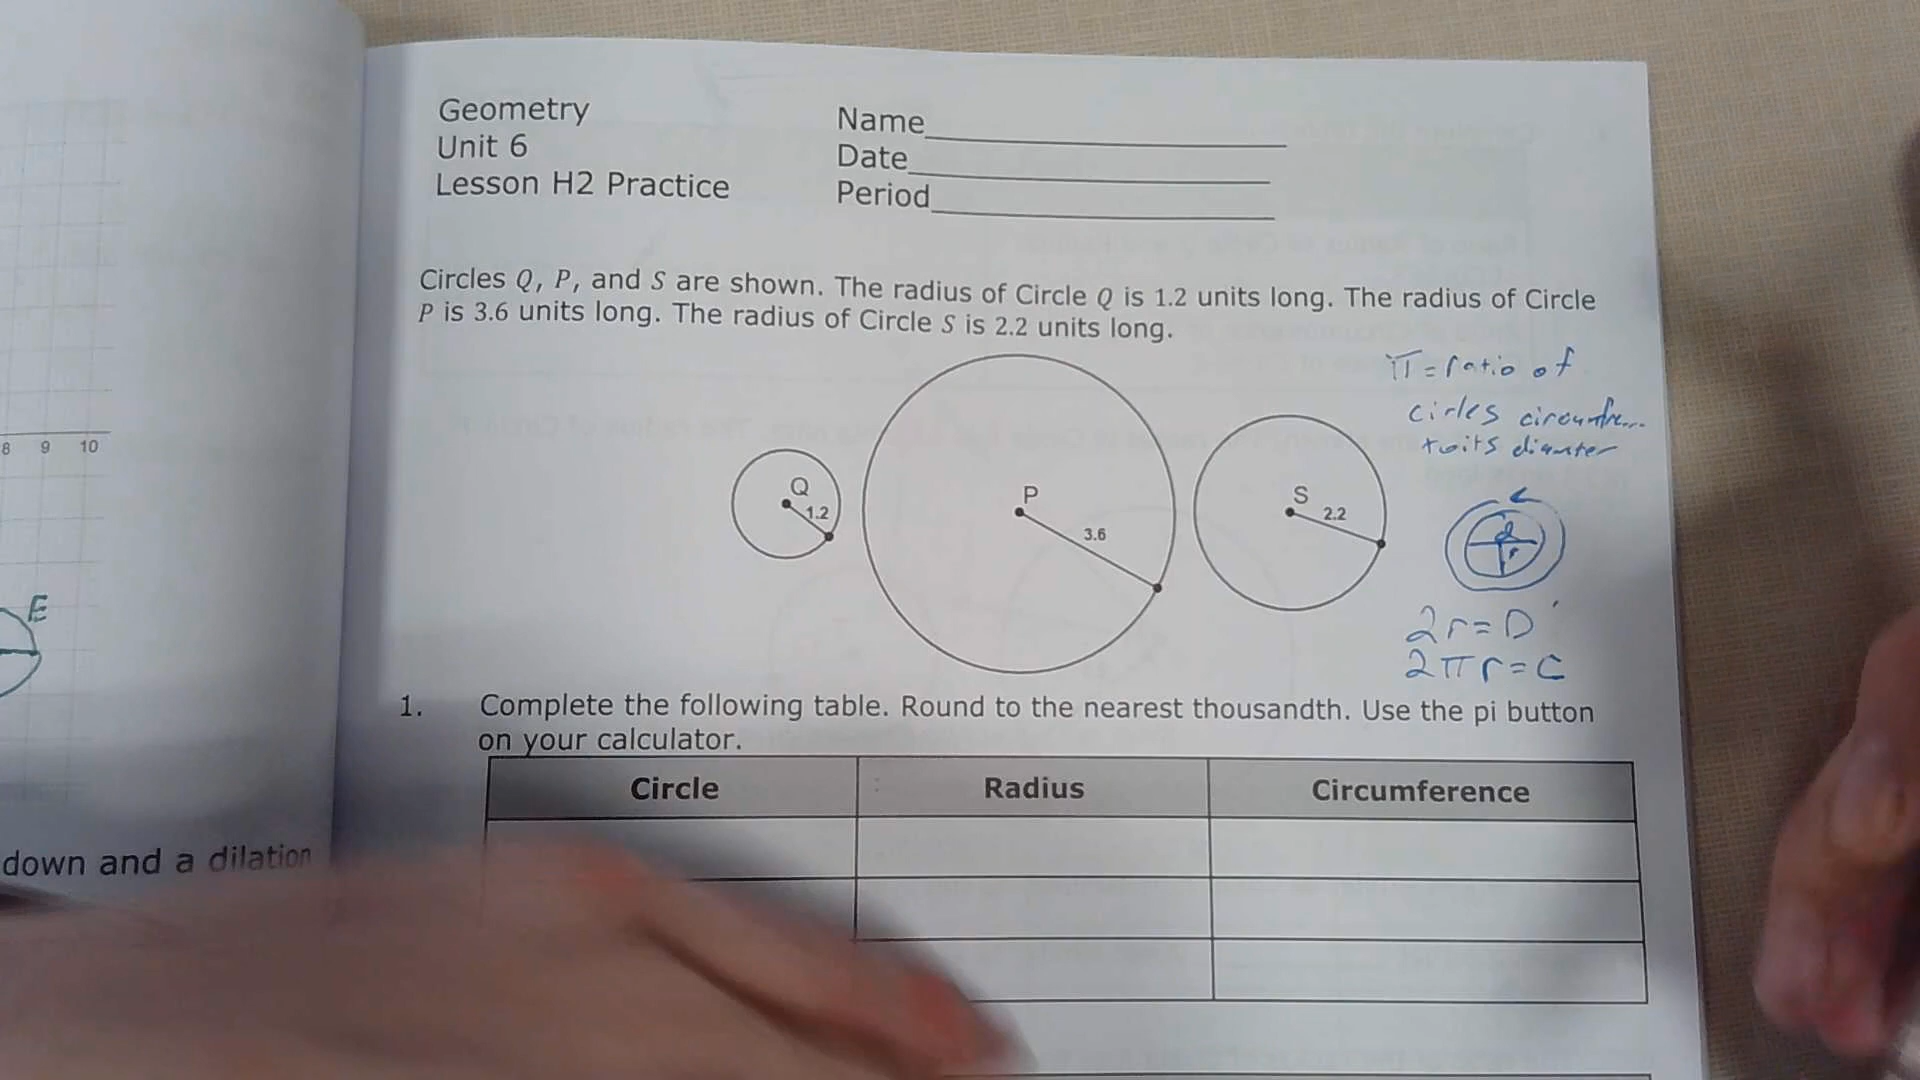 Geometry
Unit 6
Lesson H2 Practice
Name
Date
Period
Circles Q, P, and S are shown. The radius of Circle Q is 1.2 units long. The radius of Circle
P is 3.6 units long. The radius of Circle S is 2.2 units long.
π = ratio of
cirles circumfre...
to its diamter
Q
1.2
P
3.6
S
2.2
d
r
2r=D
2πr=C
1. Complete the following table. Round to the nearest thousandth. Use the pi button
on your calculator.
Circle Radius Circumference
8 9 10
E
down and a dilation